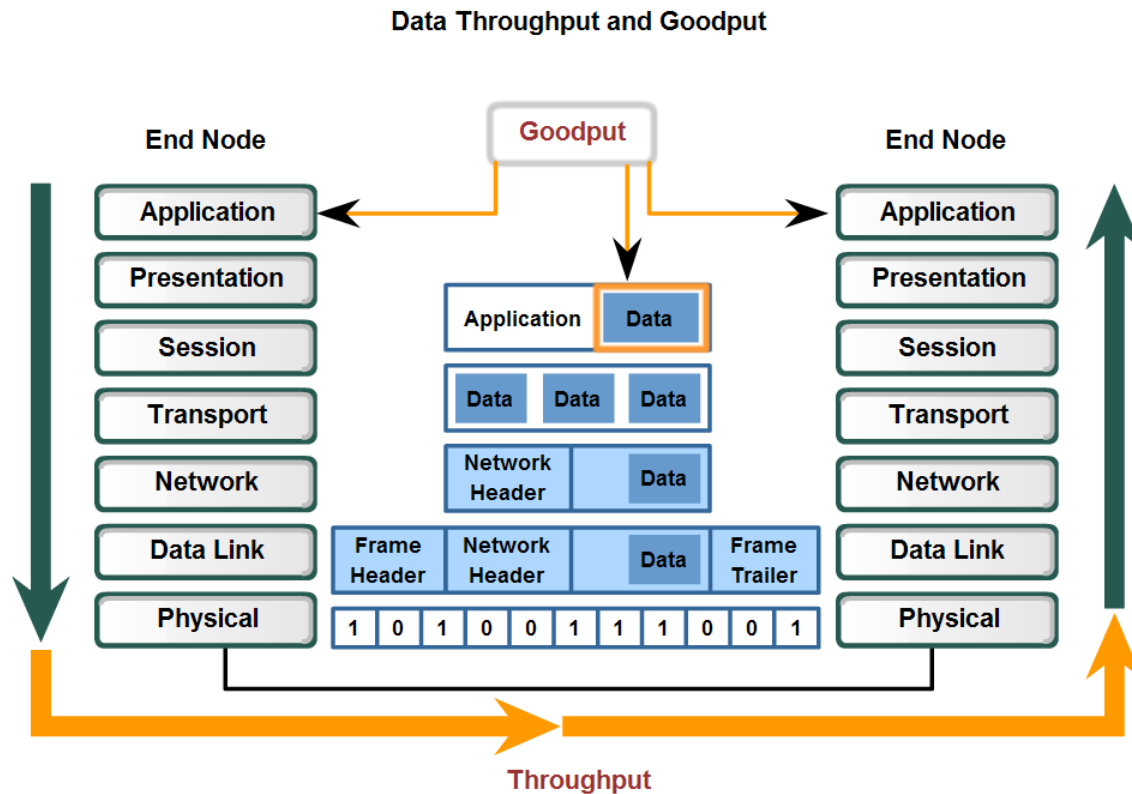 Data Throughput and Goodput
Goodput
End Node
End Node
Application
Presentation
Session
Transport
Network
Data Link
Physical
Application Data
Data Data Data
Network
Header
Data
Frame
Header
Network
Header
Data
Frame
Trailer
1 0 1 0 0 1 1 1 0 0 1
Application
Presentation
Session
Transport
Network
Data Link
Physical
Throughput